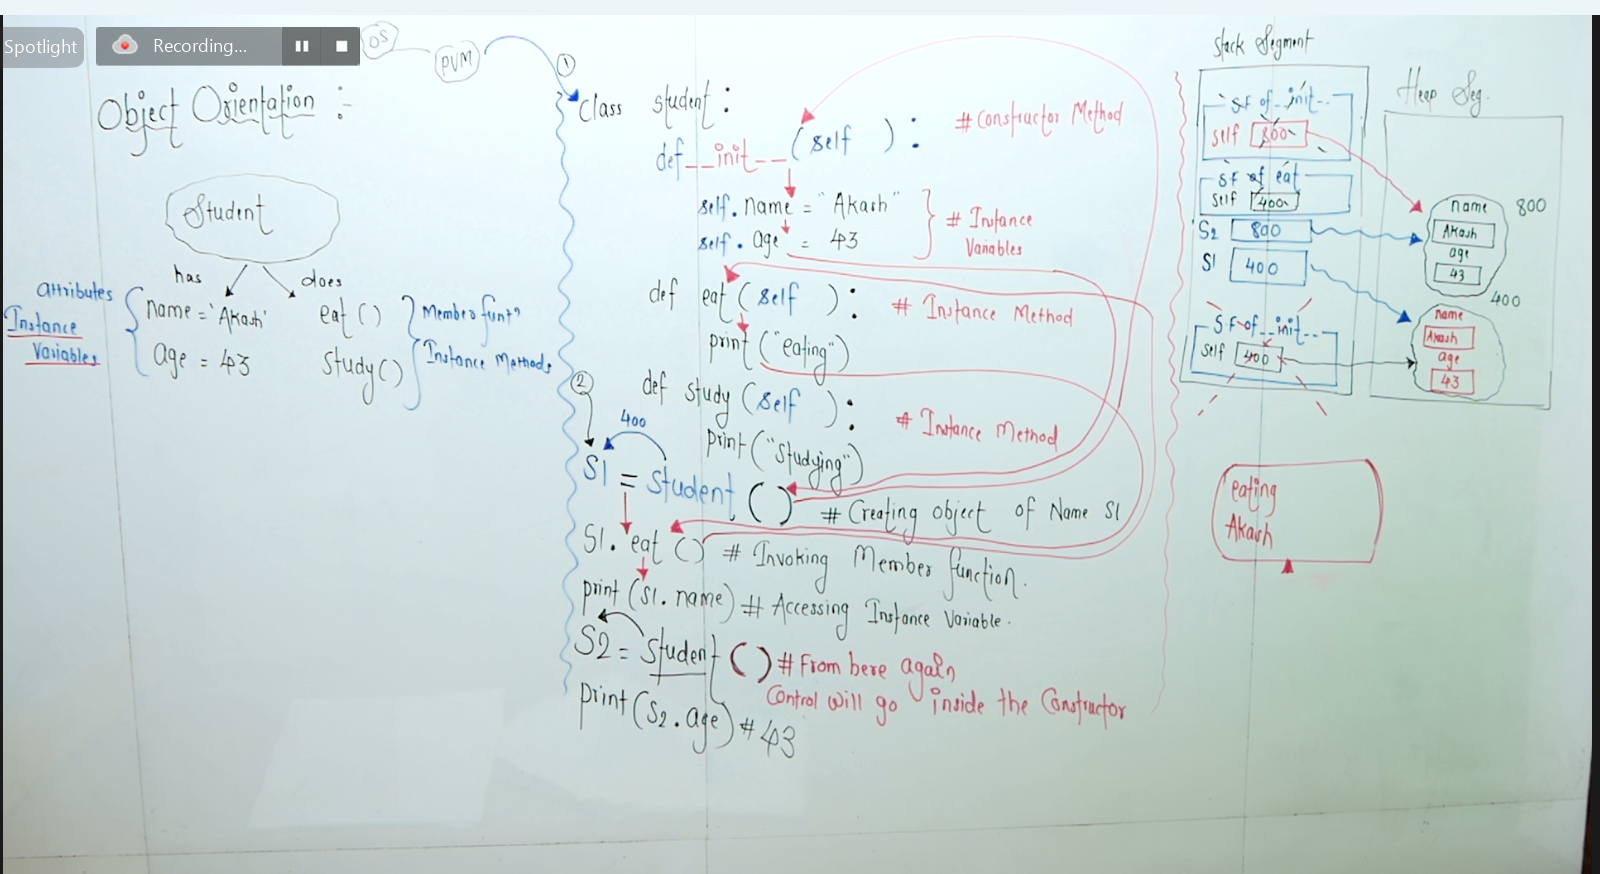 Spotlight
Recording...
OS
PVM
Object Orientation :-
Student
has
does
attributes
Instance
Variables
name = 'Akash'
age = 43
eat ( )
study ( )
Member funtn
Instance Methods
1
Class Student :
def __init__ (self ) :
# Constructor Method
self. name = "Akash"
self. age = 43
# Instance
Variables
def eat ( self ) :
# Instance Method
print ("eating")
def study (self ) :
# Instance Method
print ("studying")
2
400
S1 = Student ( )
# Creating object of Name S1
S1. eat ( ) # Invoking Member function.
print (S1. name) # Accessing Instance Variable.
S2 = Student ( ) # From here again
Control will go inside the Constructor
print (S2. age) # 43
Stack Segment
SF of __init__
self 800
SF of eat
self 400
S2 800
S1 400
SF of __init__
self 400
Heap Seg.
800
name
Akash
age
43
400
name
Akash
age
43
eating
Akash